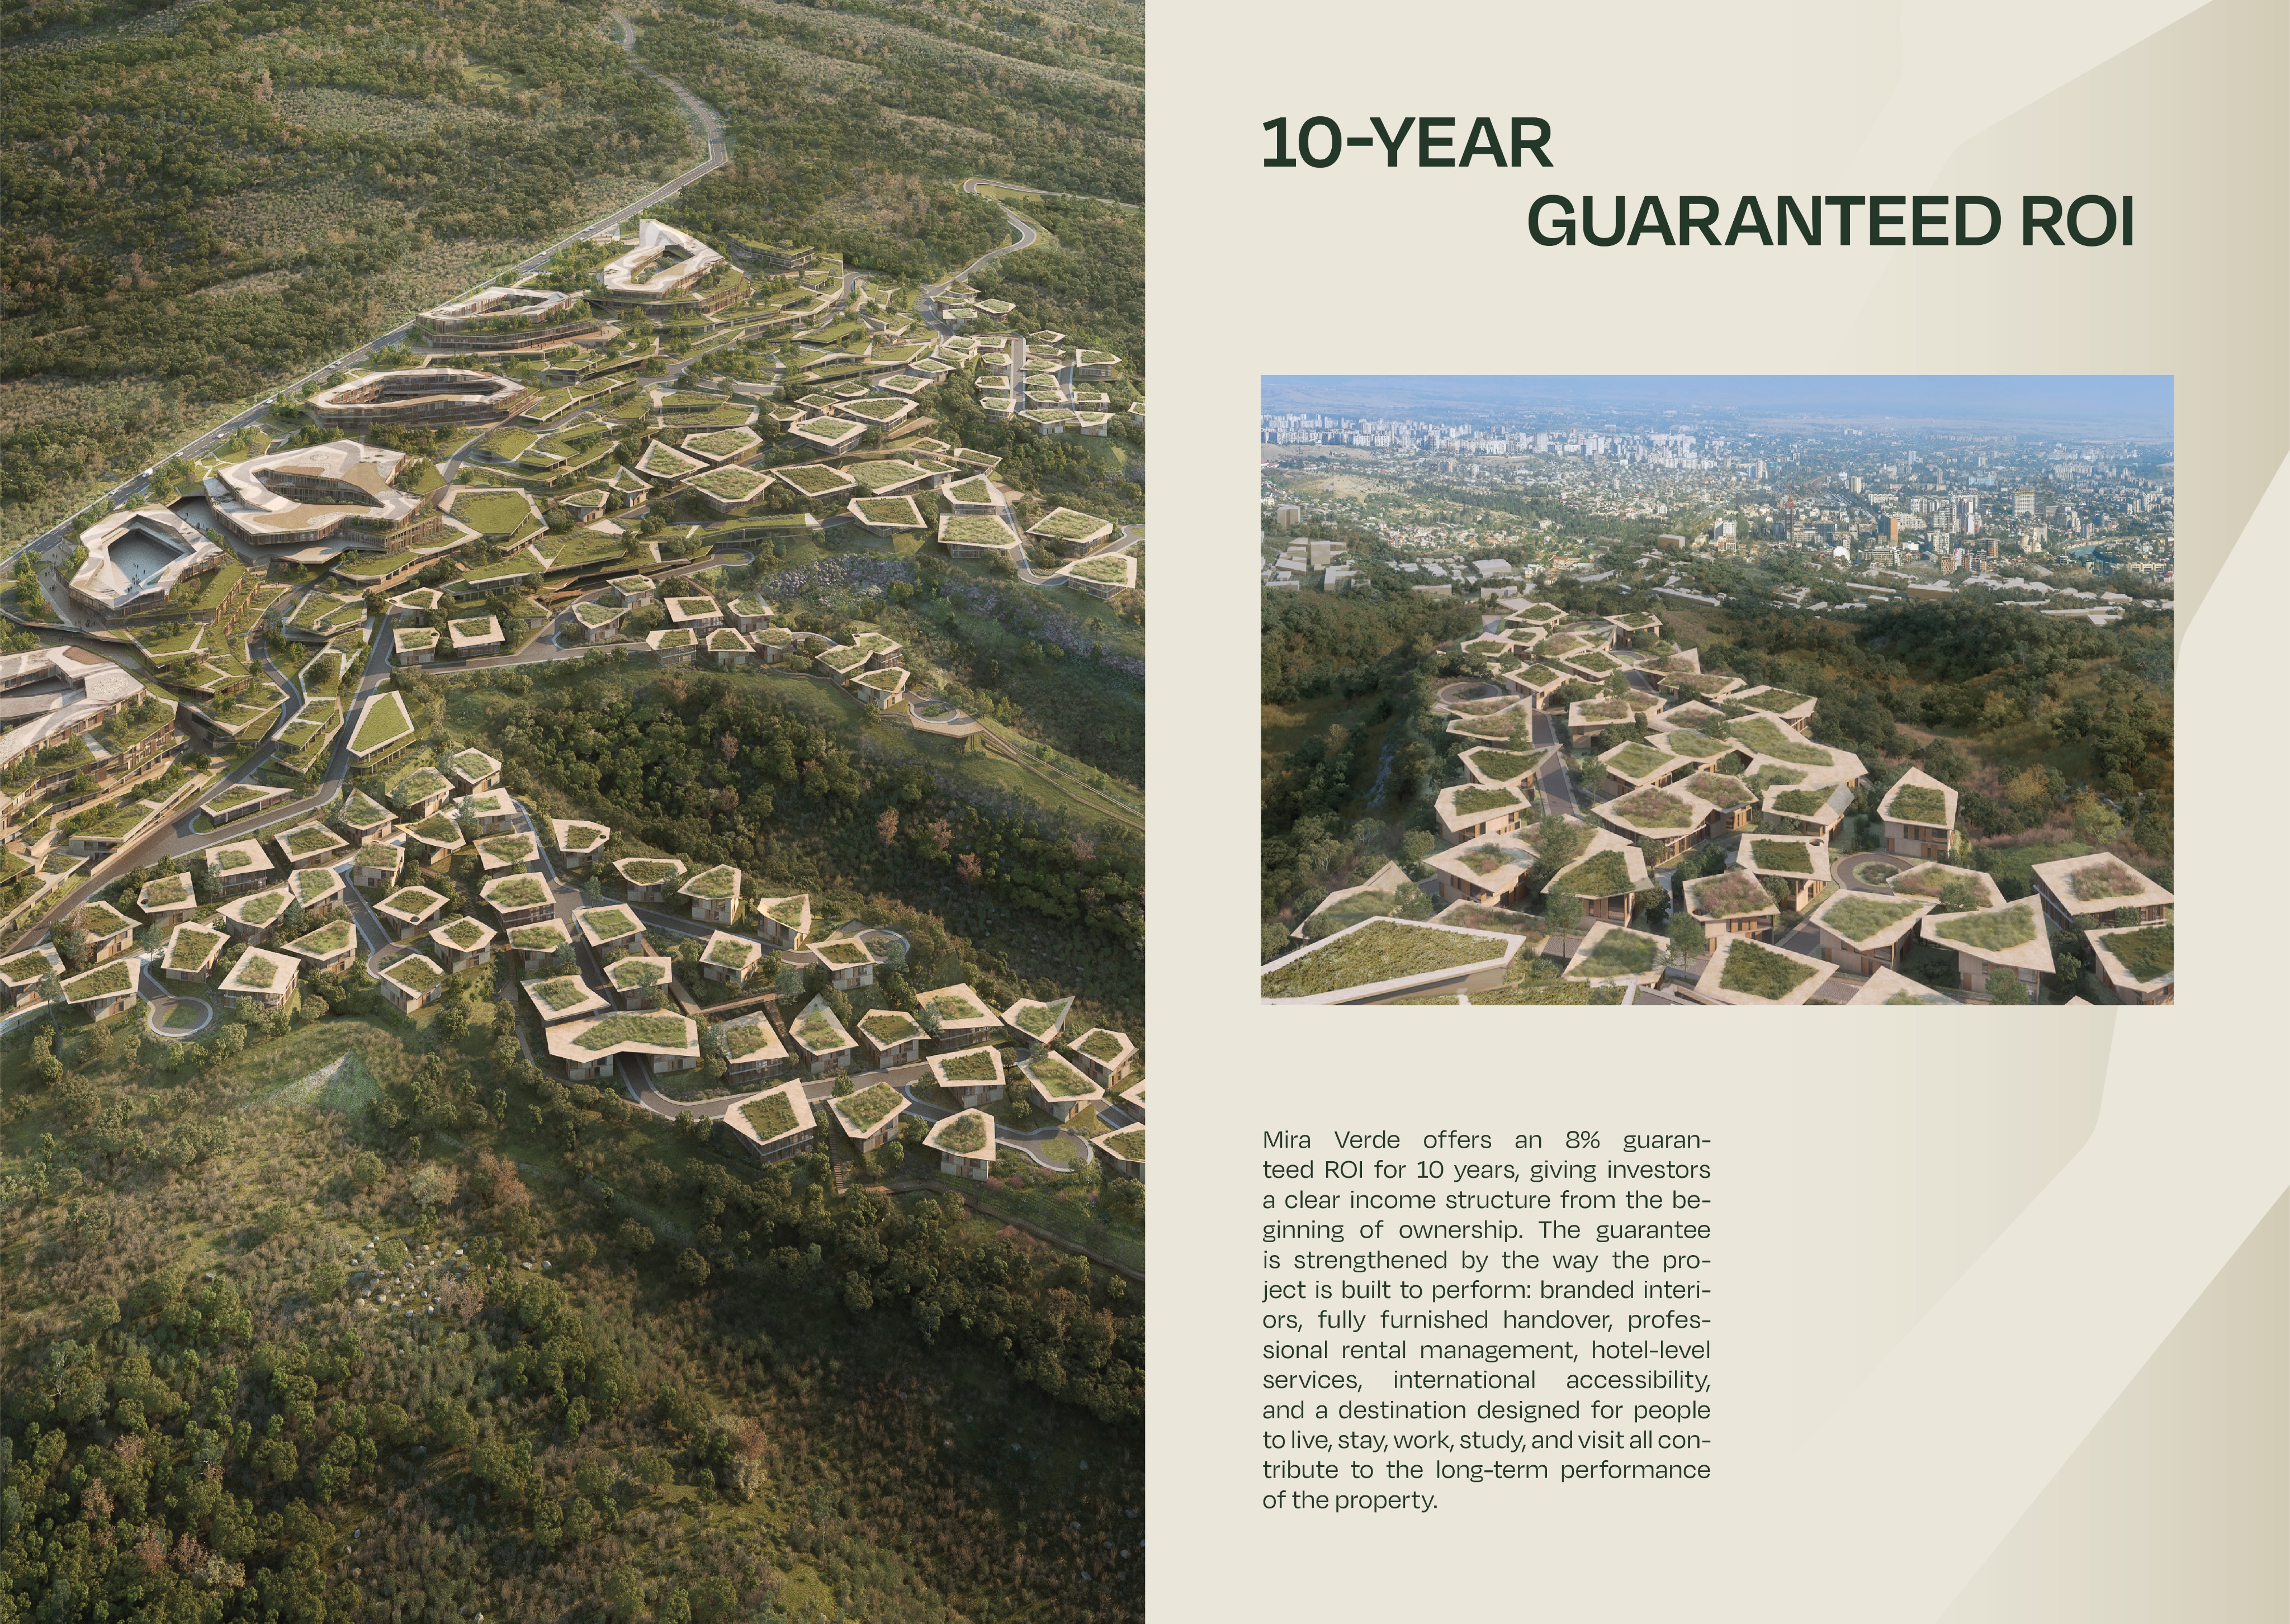 10-YEAR
GUARANTEED ROI
Mira Verde offers an 8% guaran-
teed ROI for 10 years, giving investors
a clear income structure from the be-
ginning of ownership. The guarantee
is strengthened by the way the pro-
ject is built to perform: branded interi-
ors, fully furnished handover, profes-
sional rental management, hotel-level
services, international accessibility,
and a destination designed for people
to live, stay, work, study, and visit all con-
tribute to the long-term performance
of the property.